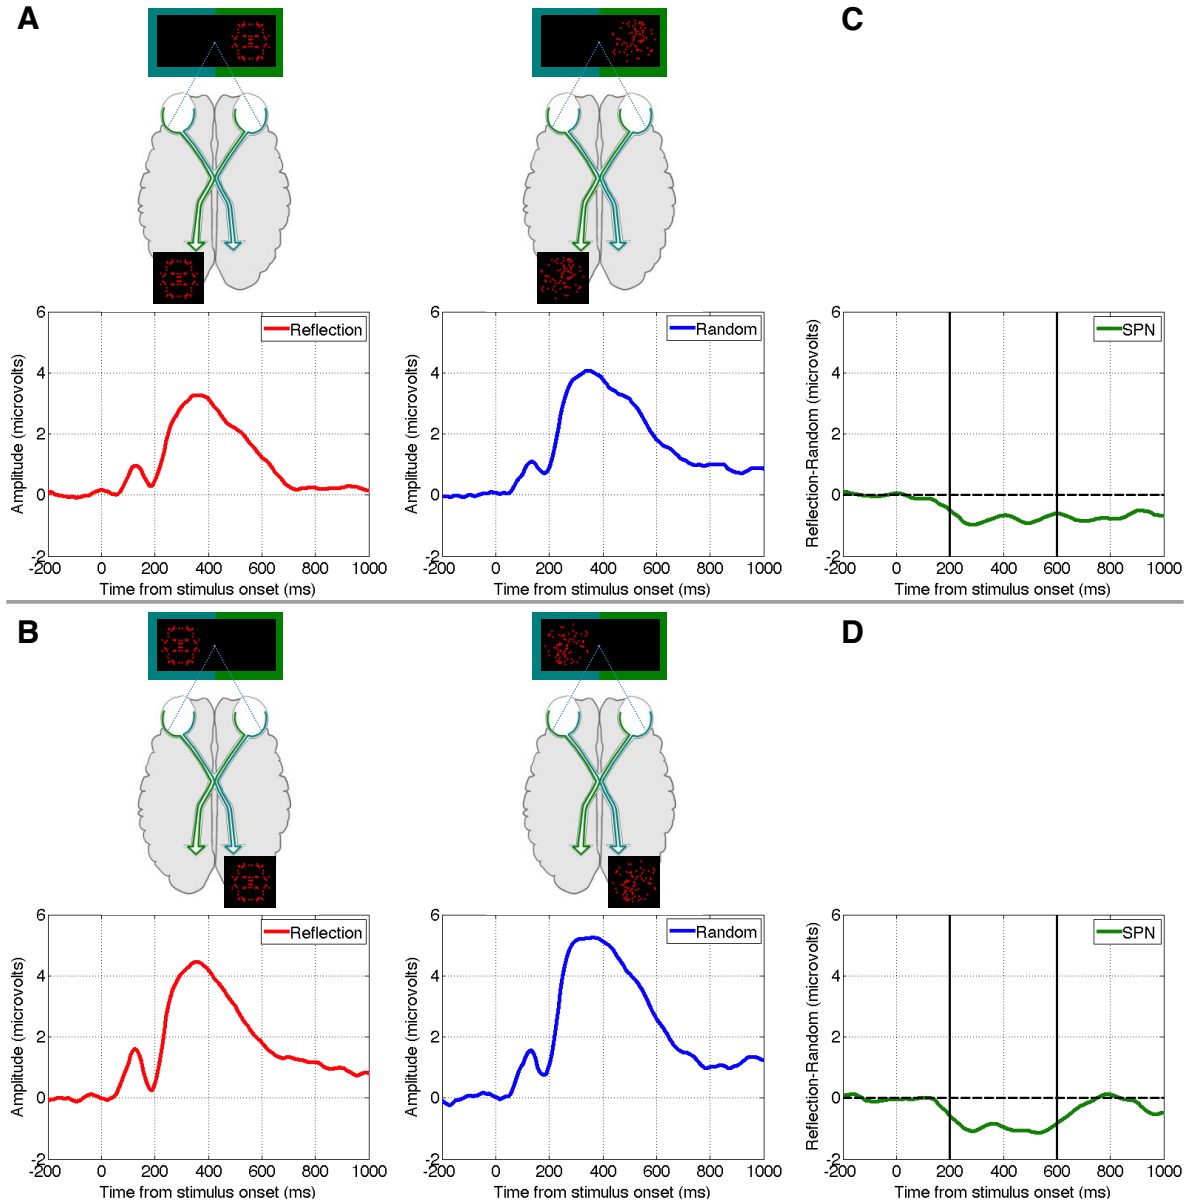 A
C
6
4
2
0
-2
Amplitude (microvolts)
Reflection
-200 0 200 400 600 800 1000
Time from stimulus onset (ms)
6
4
2
0
-2
Amplitude (microvolts)
Random
-200 0 200 400 600 800 1000
Time from stimulus onset (ms)
6
4
2
0
-2
Reflection-Random (microvolts)
SPN
-200 0 200 400 600 800 1000
Time from stimulus onset (ms)
B
D
6
4
2
0
-2
Amplitude (microvolts)
Reflection
-200 0 200 400 600 800 1000
Time from stimulus onset (ms)
6
4
2
0
-2
Amplitude (microvolts)
Random
-200 0 200 400 600 800 1000
Time from stimulus onset (ms)
6
4
2
0
-2
Reflection-Random (microvolts)
SPN
-200 0 200 400 600 800 1000
Time from stimulus onset (ms)